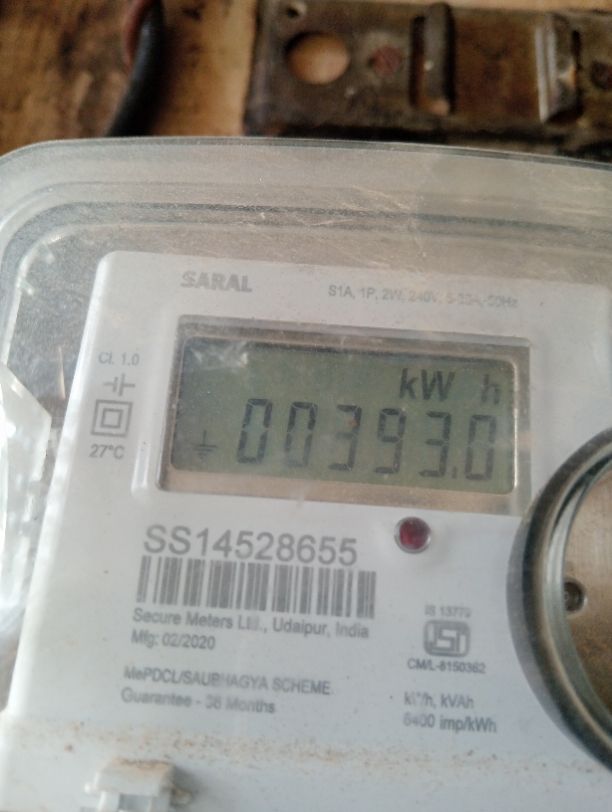 SARAL
S1A, 1P, 2W, 240V, 5-30A, 50Hz
Cl. 1.0
27°C
kW h
00393.0
SS14528655
Secure Meters Ltd., Udaipur, India
Mfg: 02/2020
MePDCL/SAUBHAGYA SCHEME
Guarantee - 36 Months
IS 13779
CM/L-8150362
kWh, kVAh
6400 imp/kWh